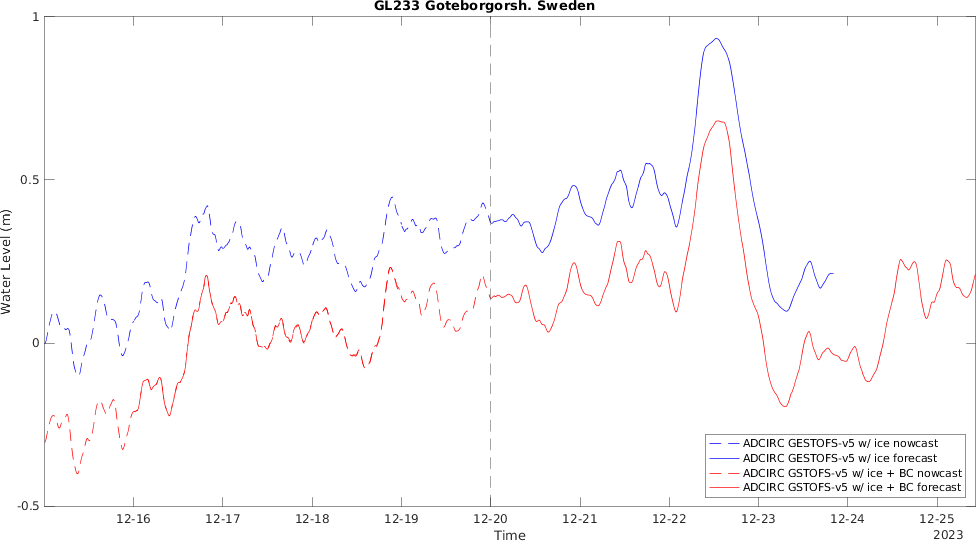 GL233 Goteborgorsh. Sweden
Water Level (m)
1
0.5
0
-0.5
12-16 12-17 12-18 12-19 12-20 12-21 12-22 12-23 12-24 12-25
Time
2023
ADCIRC GESTOFS-v5 w/ ice nowcast
ADCIRC GESTOFS-v5 w/ ice forecast
ADCIRC GSTOFS-v5 w/ ice + BC nowcast
ADCIRC GSTOFS-v5 w/ ice + BC forecast